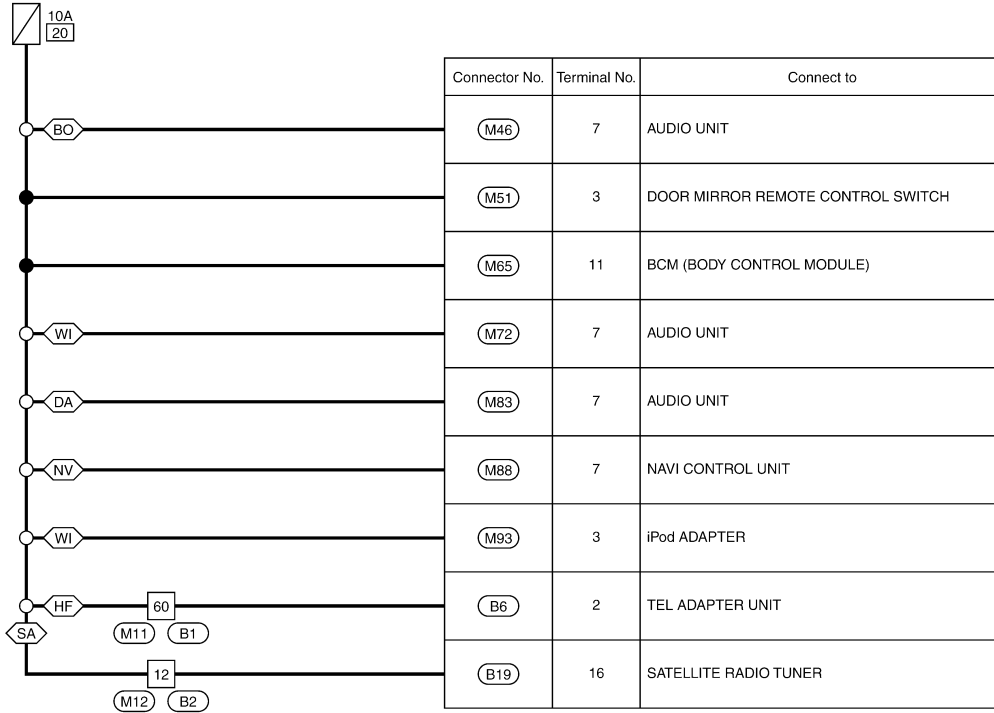 10A
20
Connector No. Terminal No. Connect to
BO M46 7 AUDIO UNIT
M51 3 DOOR MIRROR REMOTE CONTROL SWITCH
M65 11 BCM (BODY CONTROL MODULE)
WI M72 7 AUDIO UNIT
DA M83 7 AUDIO UNIT
NV M88 7 NAVI CONTROL UNIT
WI M93 3 iPod ADAPTER
HF 60 B6 2 TEL ADAPTER UNIT
SA M11 B1
12 B19 16 SATELLITE RADIO TUNER
M12 B2